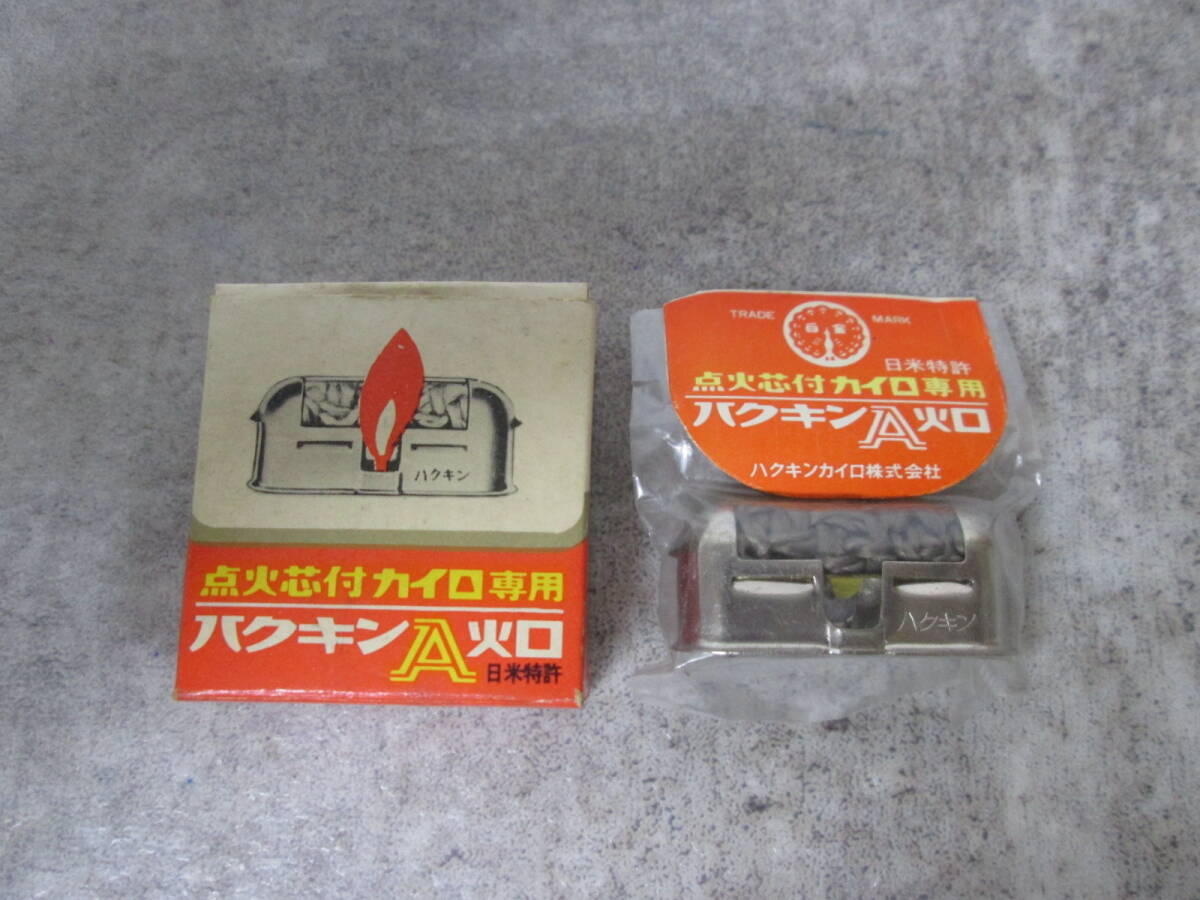 ハクキン
点火芯付カイロ専用
ハクキンA火口
日米特許
TRADE MARK
白金
日米特許
点火芯付カイロ専用
ハクキンA火口
ハクキンカイロ株式会社
ハクキン